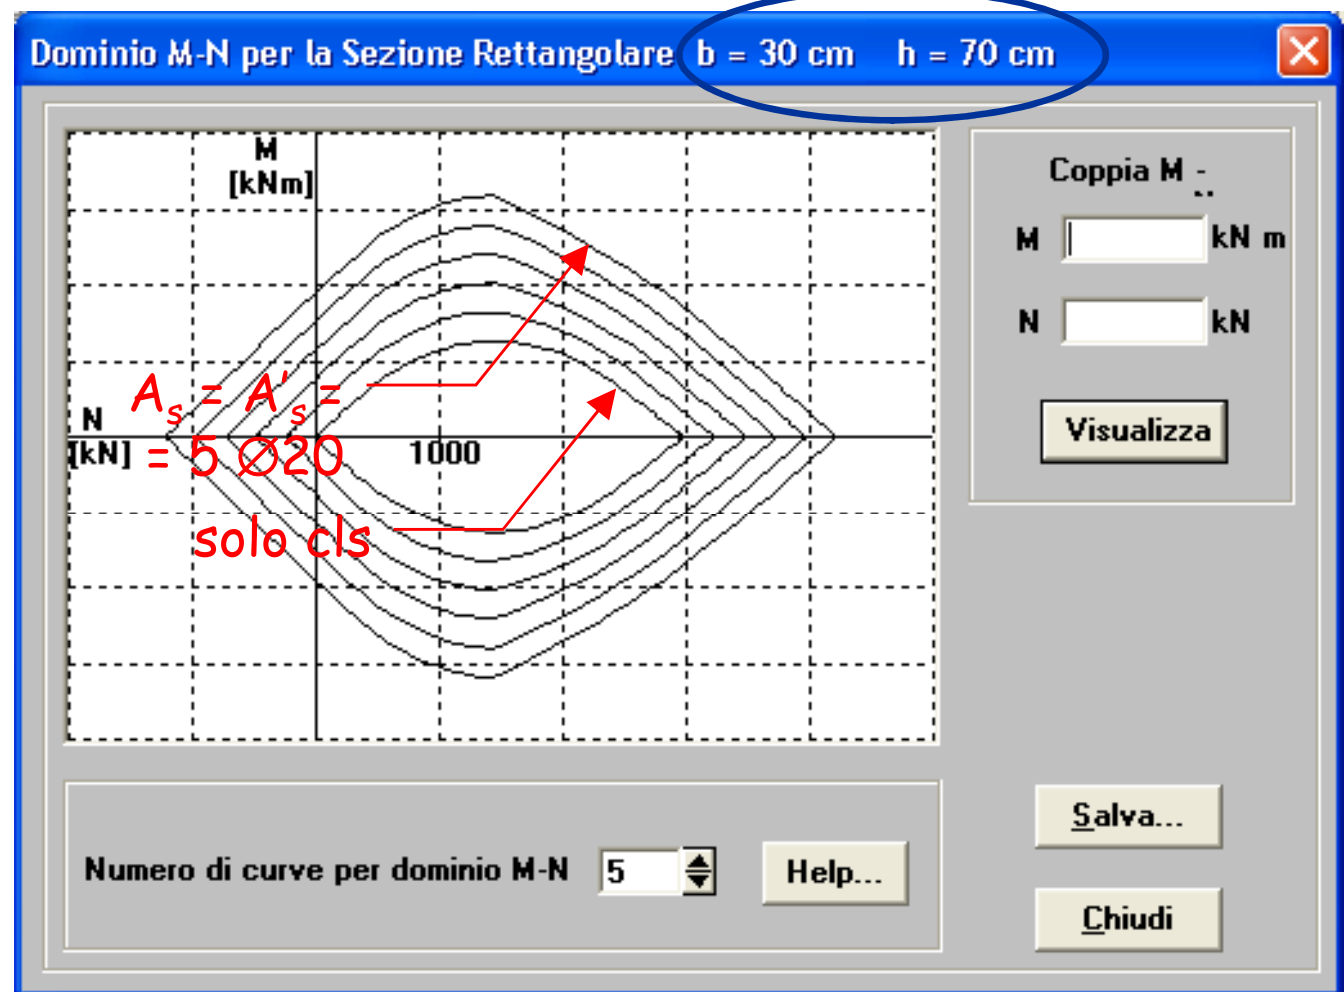 Dominio M-N per la Sezione Rettangolare b = 30 cm h = 70 cm
M
[kNm]
N
[kN]
1000
As = A's =
= 5 Ø20
solo cls
Coppia M -
M kN m
N kN
Visualizza
Numero di curve per dominio M-N 5
Help...
Salva...
Chiudi